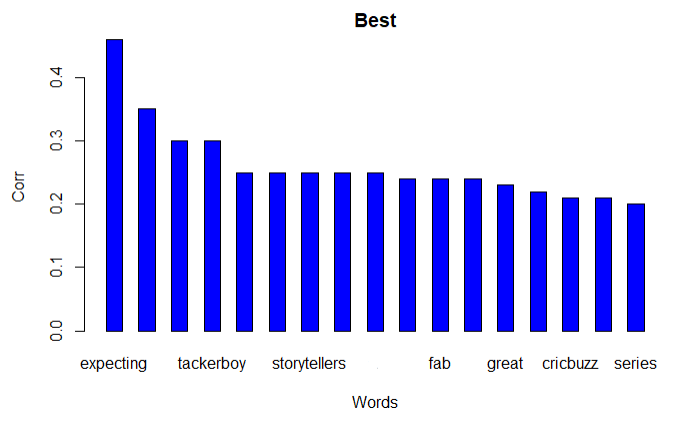 Best
Corr
0.4
0.3
0.2
0.1
0.0
expecting tackerboy storytellers fab great cricbuzz series
Words